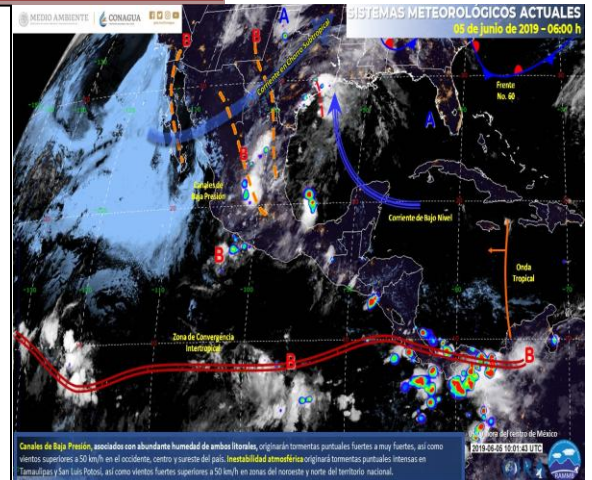 MEDIO AMBIENTE
CONAGUA
SISTEMAS METEOROLÓGICOS ACTUALES
05 de junio de 2019 – 06:00 h
A
B
B
Corriente en Chorro Subtropical
Frente
No. 60
A
B
Canales de
Baja Presión
Corriente de Bajo Nivel
B
Onda
Tropical
Zona de Convergencia
Intertropical
B
B
del centro de México
2019-06-05 10:01:43 UTC
Canales de Baja Presión, asociados con abundante humedad de ambos litorales, originarán tormentas puntuales fuertes a muy fuertes, así como
vientos superiores a 50 km/h en el occidente, centro y sureste del país. Inestabilidad atmosférica originará tormentas puntuales intensas en
Tamaulipas y San Luis Potosí, así como vientos fuertes superiores a 50 km/h en zonas del noroeste y norte del territorio nacional.
RAMMB